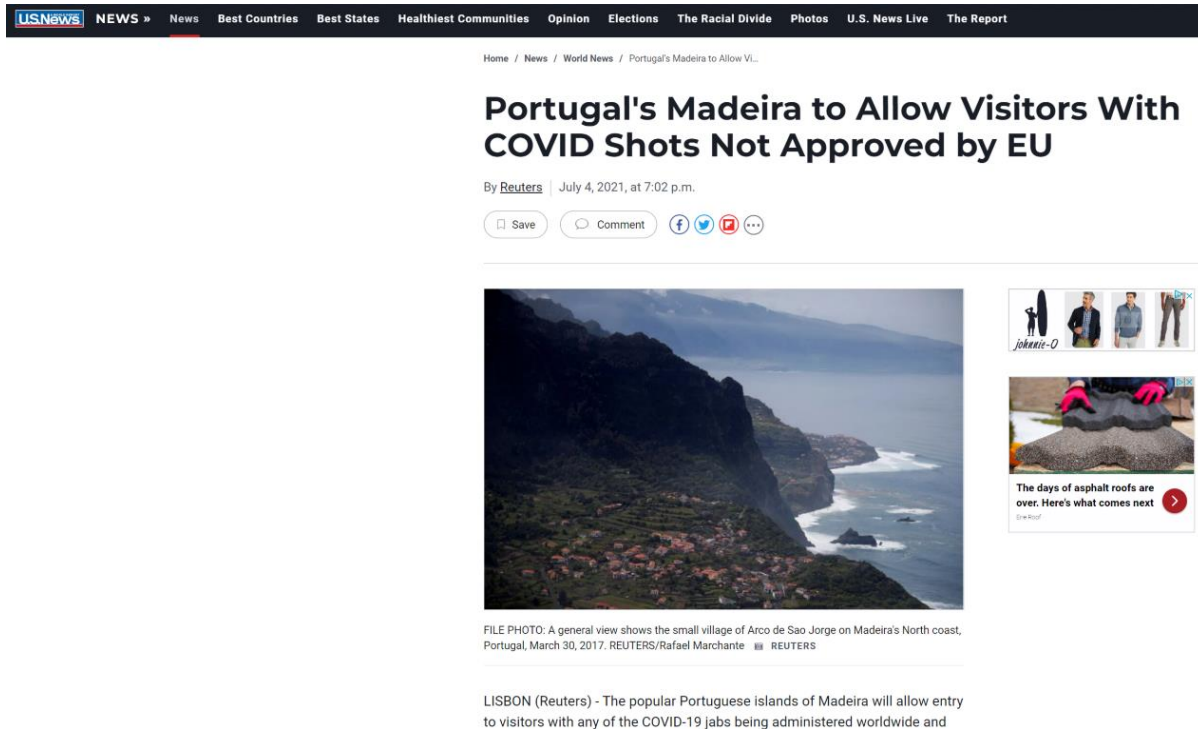 U.S.News NEWS » News Best Countries Best States Healthiest Communities Opinion Elections The Racial Divide Photos U.S. News Live The Report
Home / News / World News / Portugal's Madeira to Allow Vi...
Portugal's Madeira to Allow Visitors With
COVID Shots Not Approved by EU
By Reuters | July 4, 2021, at 7:02 p.m.
Save Comment
johnnie-O
The days of asphalt roofs are
over. Here's what comes next
FILE PHOTO: A general view shows the small village of Arco de Sao Jorge on Madeira's North coast,
Portugal, March 30, 2017. REUTERS/Rafael Marchante REUTERS
LISBON (Reuters) - The popular Portuguese islands of Madeira will allow entry
to visitors with any of the COVID-19 jabs being administered worldwide and